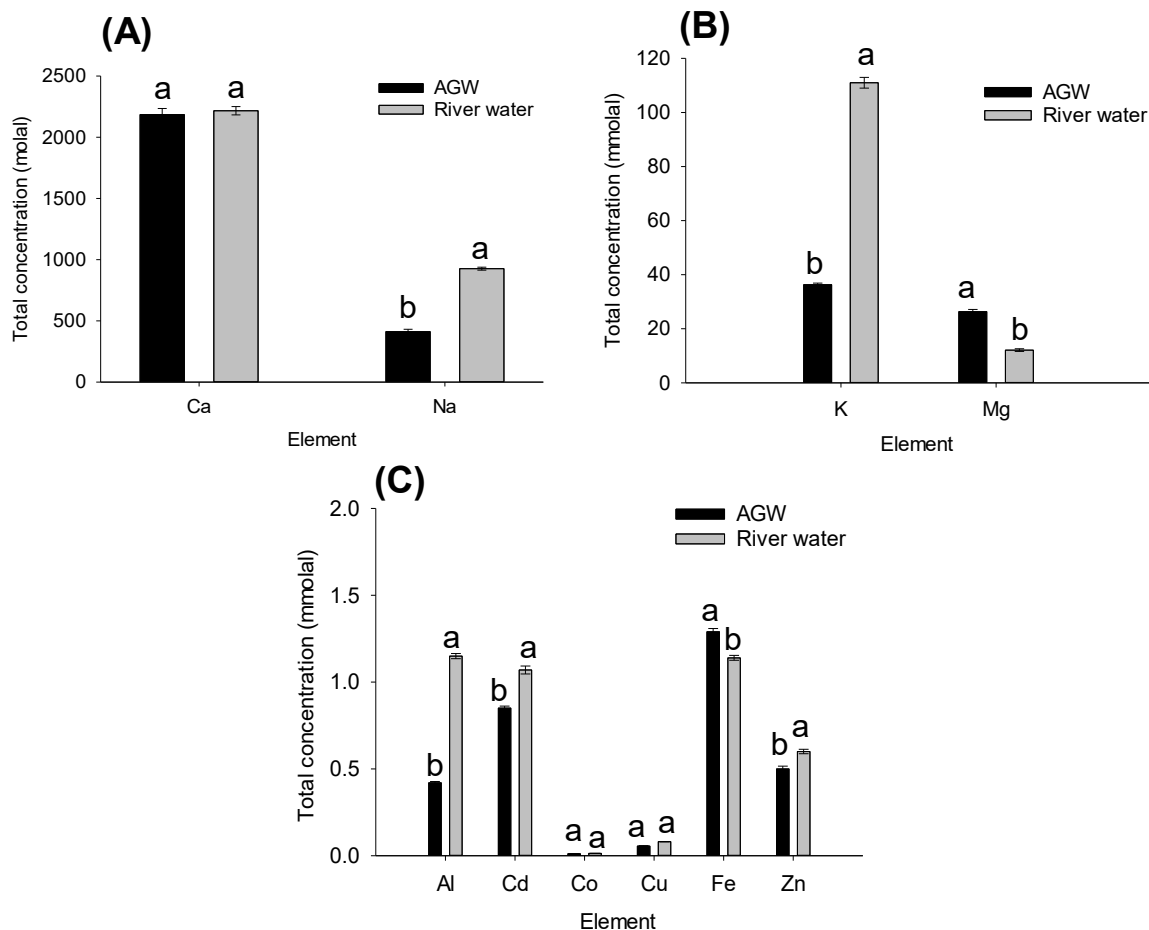 (A)
Total concentration (molal)
2500
2000
1500
1000
500
0
AGW
River water
a a
b a
Ca Na
Element
(B)
Total concentration (mmolal)
120
100
80
60
40
20
0
AGW
River water
b a
a b
K Mg
Element
(C)
Total concentration (mmolal)
2.0
1.5
1.0
0.5
0.0
AGW
River water
b a b a a a a a a b b a
Al Cd Co Cu Fe Zn
Element